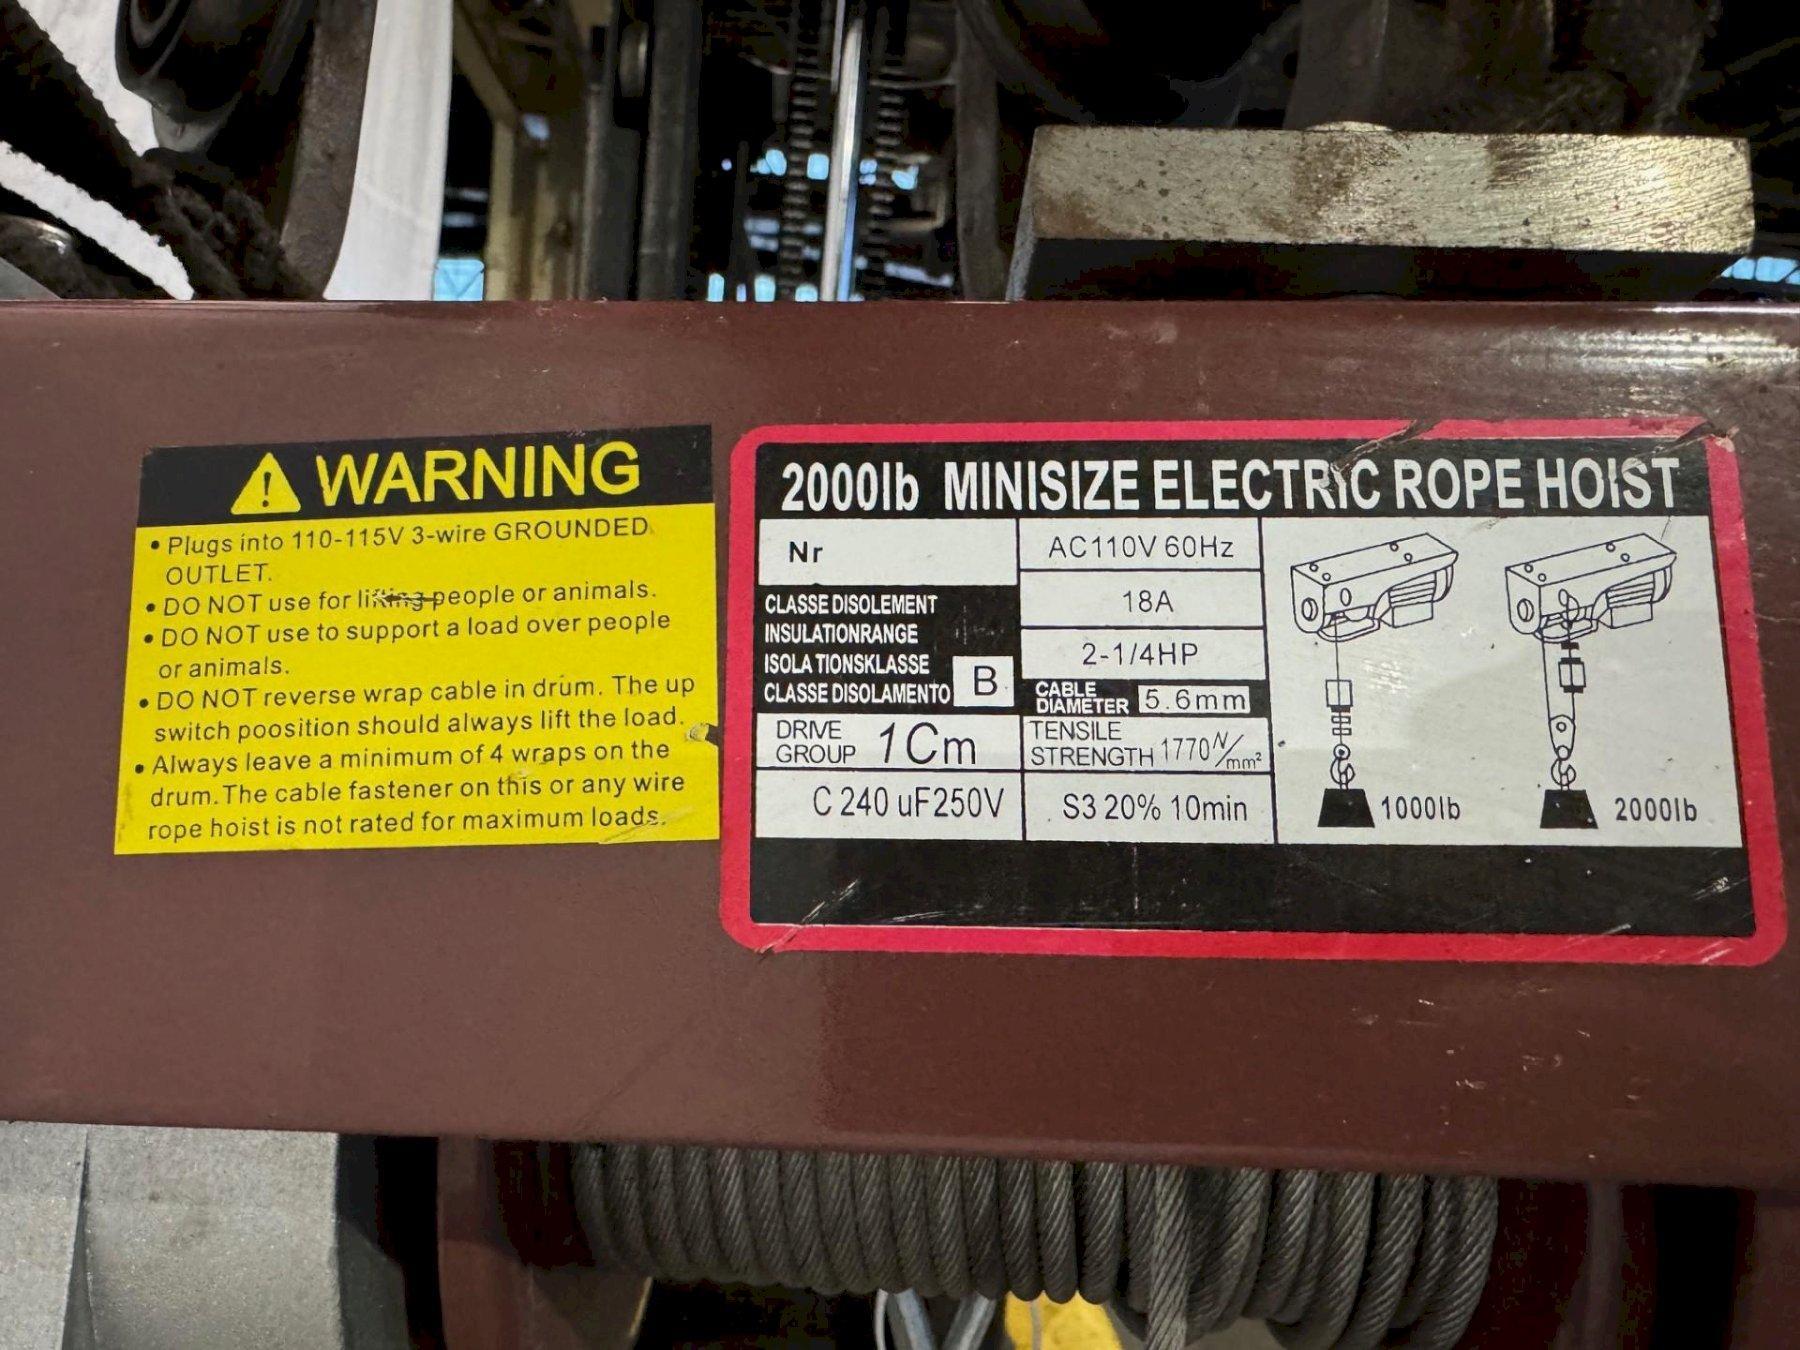 WARNING
• Plugs into 110-115V 3-wire GROUNDED
OUTLET.
• DO NOT use for lifting people or animals.
• DO NOT use to support a load over people
or animals.
• DO NOT reverse wrap cable in drum. The up
switch poosition should always lift the load.
• Always leave a minimum of 4 wraps on the
drum.The cable fastener on this or any wire
rope hoist is not rated for maximum loads.
2000lb MINISIZE ELECTRIC ROPE HOIST
Nr
CLASSE DISOLEMENT
INSULATIONRANGE
ISOLATIONSKLASSE
CLASSE DISOLAMENTO
B
DRIVE
GROUP 1Cm
C 240 uF250V
AC110V 60Hz
18A
2-1/4HP
CABLE
DIAMETER 5.6mm
TENSILE
STRENGTH 1770N/mm²
S3 20% 10min
1000lb
2000lb